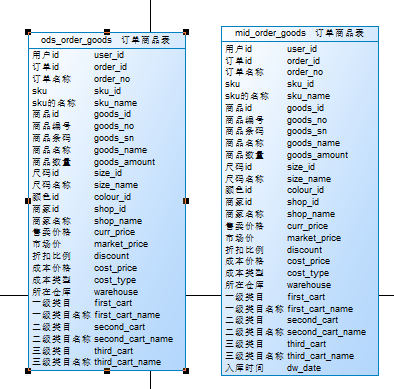 ods_order_goods 订单商品表
用户id user_id
订单id order_id
订单名称 order_no
sku sku_id
sku的名称 sku_name
商品id goods_id
商品编号 goods_no
商品条码 goods_sn
商品名称 goods_name
商品数量 goods_amount
尺码id size_id
尺码名称 size_name
颜色id colour_id
商家id shop_id
商家名称 shop_name
售卖价格 curr_price
市场价 market_price
折扣比例 discount
成本价格 cost_price
成本类型 cost_type
所在仓库 warehouse
一级类目 first_cart
一级类目名称 first_cart_name
二级类目 second_cart
二级类目名称 second_cart_name
三级类目 third_cart
三级类目名称 third_cart_name
mid_order_goods 订单商品表
用户id user_id
订单id order_id
订单名称 order_no
sku sku_id
sku的名称 sku_name
商品id goods_id
商品编号 goods_no
商品条码 goods_sn
商品名称 goods_name
商品数量 goods_amount
尺码id size_id
尺码名称 size_name
颜色id colour_id
商家id shop_id
商家名称 shop_name
售卖价格 curr_price
市场价 market_price
折扣比例 discount
成本价格 cost_price
成本类型 cost_type
所在仓库 warehouse
一级类目 first_cart
一级类目名称 first_cart_name
二级类目 second_cart
二级类目名称 second_cart_name
三级类目 third_cart
三级类目名称 third_cart_name
入库时间 dw_date